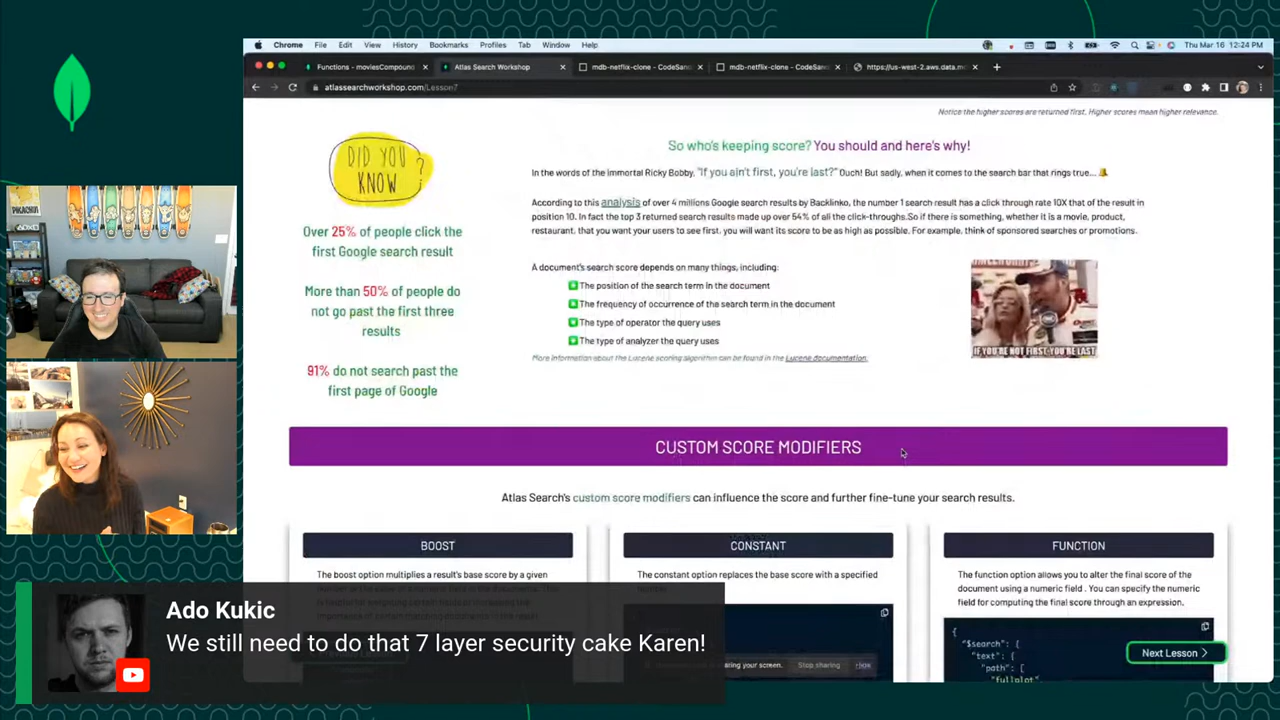 Chrome File Edit View History Bookmarks Profiles Tab Window Help
Thu Mar 16 12:24 PM
Functions - moviesCompound
Atlas Search Workshop
mdb-netflix-clone - CodeSan
mdb-netflix-clone - CodeSan
https://us-west-2.aws.data.m
atlassearchworkshop.com/Lesson7
Notice the higher scores are returned first. Higher scores mean higher relevance.
DID YOU
KNOW ?
Over 25% of people click the
first Google search result
More than 50% of people do
not go past the first three
results
91% do not search past the
first page of Google
So who's keeping score? You should and here's why!
In the words of the immortal Ricky Bobby, "If you ain't first, you're last?" Ouch! But sadly, when it comes to the search bar that rings true...
According to this analysis of over 4 millions Google search results by Backlinko, the number 1 search result has a click through rate 10X that of the result in
position 10. In fact the top 3 returned search results made up over 54% of all the click-throughs.So if there is something, whether it is a movie, product,
restaurant, that you want your users to see first, you will want its score to be as high as possible. For example, think of sponsored searches or promotions.
A document's search score depends on many things, including:
The position of the search term in the document
The frequency of occurrence of the search term in the document
The type of operator the query uses
The type of analyzer the query uses
More information about the Lucene scoring algorithm can be found in the Lucene documentation.
IF YOU'RE NOT FIRST YOU'RE LAST
CUSTOM SCORE MODIFIERS
Atlas Search's custom score modifiers can influence the score and further fine-tune your search results.
BOOST
The boost option multiplies a result's base score by a given
CONSTANT
The constant option replaces the base score with a specified
FUNCTION
The function option allows you to alter the final score of the
document using a numeric field . You can specify the numeric
field for computing the final score through an expression.
{
"$search": {
"text": {
"path": [
"fullplot",
Next Lesson
Stop sharing
Ado Kukic
We still need to do that 7 layer security cake Karen!